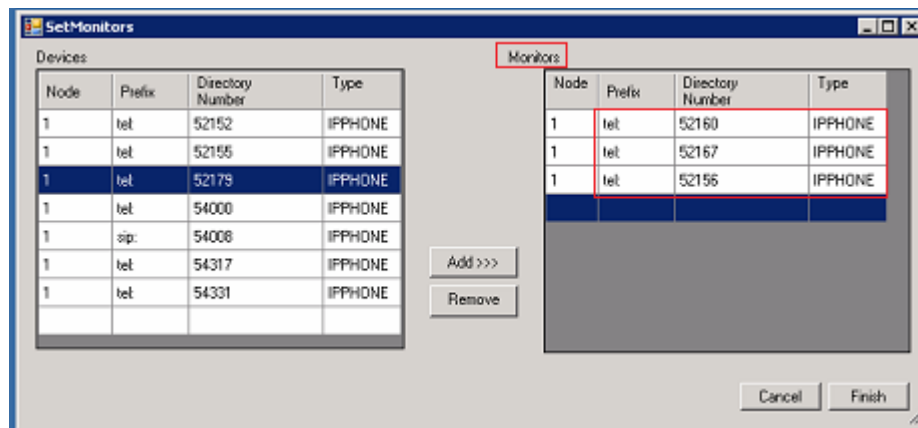 SetMonitors
Devices
Node Prefix Directory Number Type
1 tel: 52152 IPPHONE
1 tel: 52155 IPPHONE
1 tel: 52179 IPPHONE
1 tel: 54000 IPPHONE
1 sip: 54008 IPPHONE
1 tel: 54317 IPPHONE
1 tel: 54331 IPPHONE
Add >>>
Remove
Monitors
Node Prefix Directory Number Type
1 tel: 52160 IPPHONE
1 tel: 52167 IPPHONE
1 tel: 52156 IPPHONE
Cancel Finish